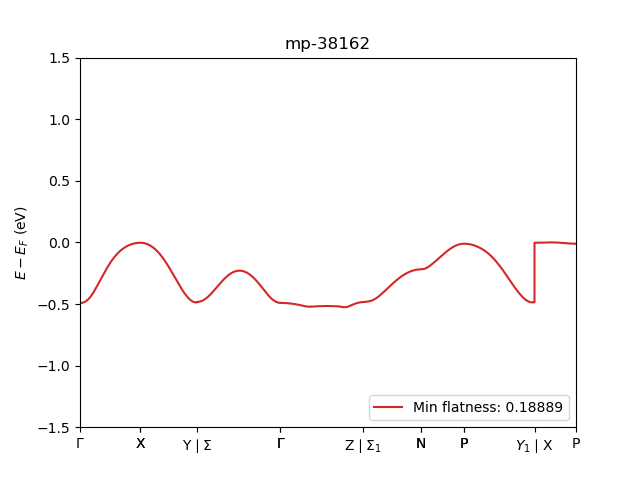 mp-38162
1.5
1.0
0.5
0.0
−0.5
−1.0
−1.5
E − E_F (eV)
Min flatness: 0.18889
Γ X Y | Σ Γ Z | Σ₁ N P Y₁ | X P